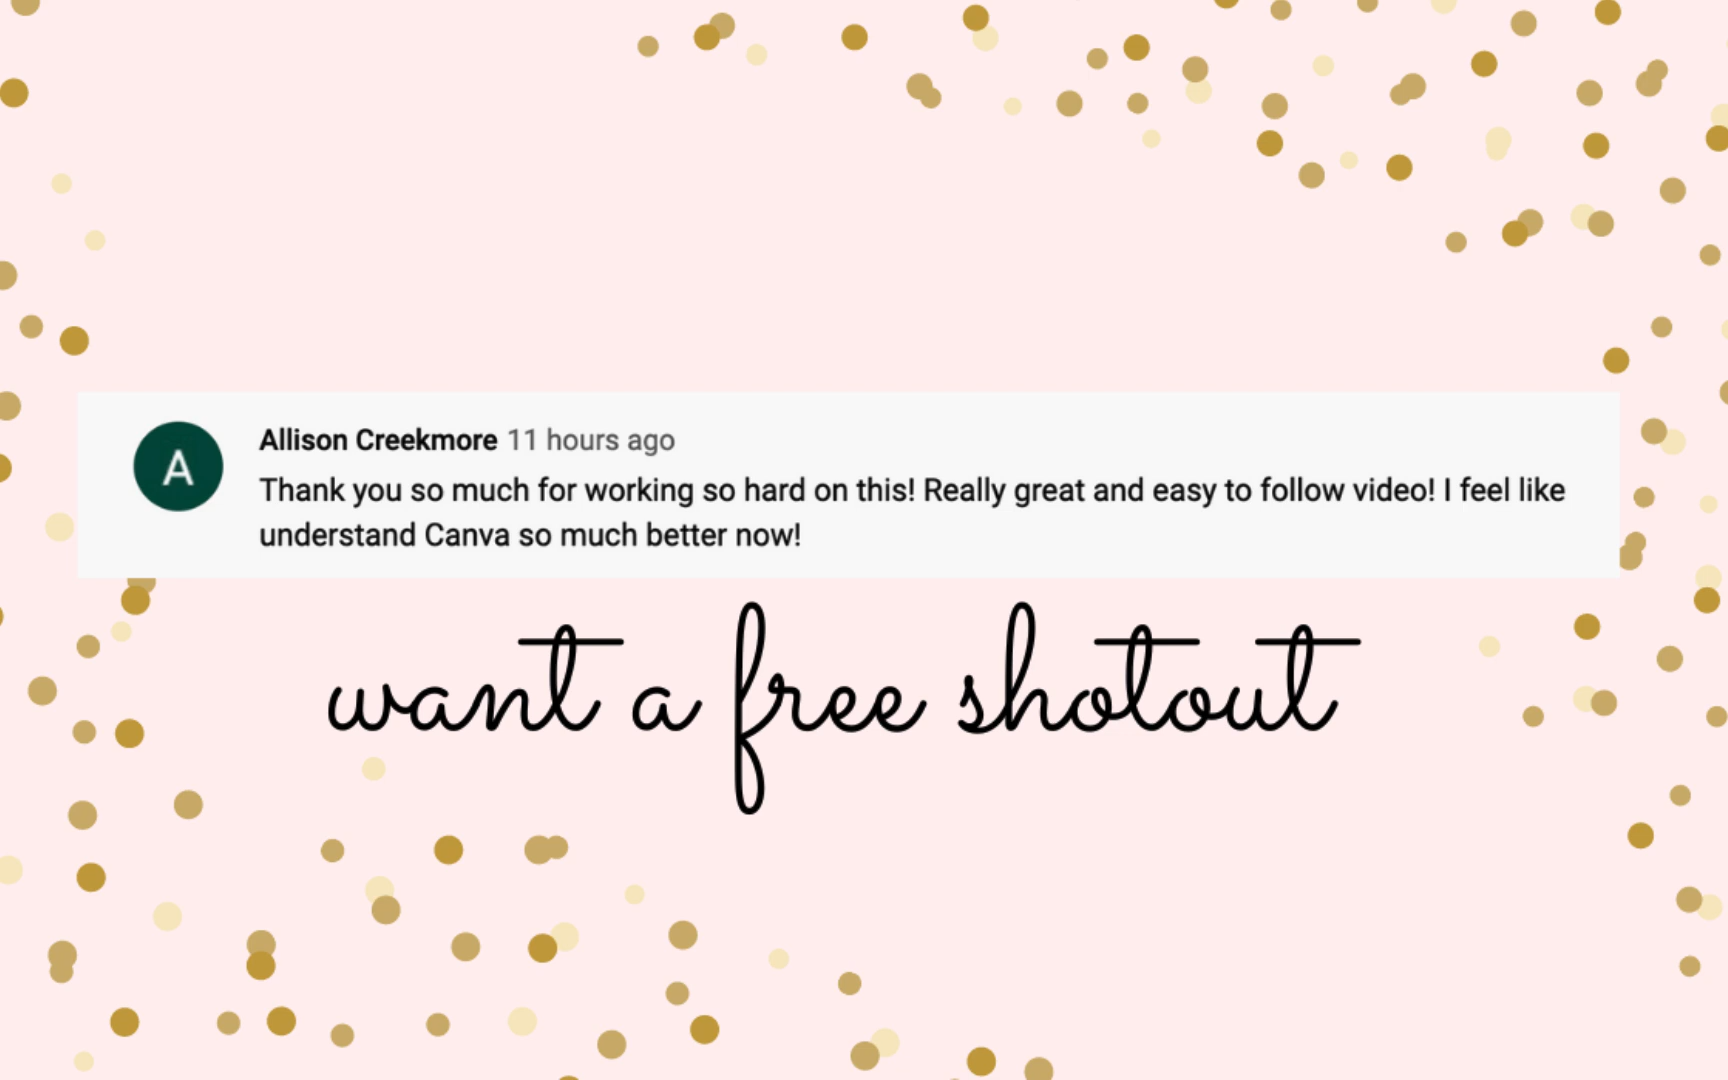 A
Allison Creekmore 11 hours ago
Thank you so much for working so hard on this! Really great and easy to follow video! I feel like
understand Canva so much better now!
want a free shotout